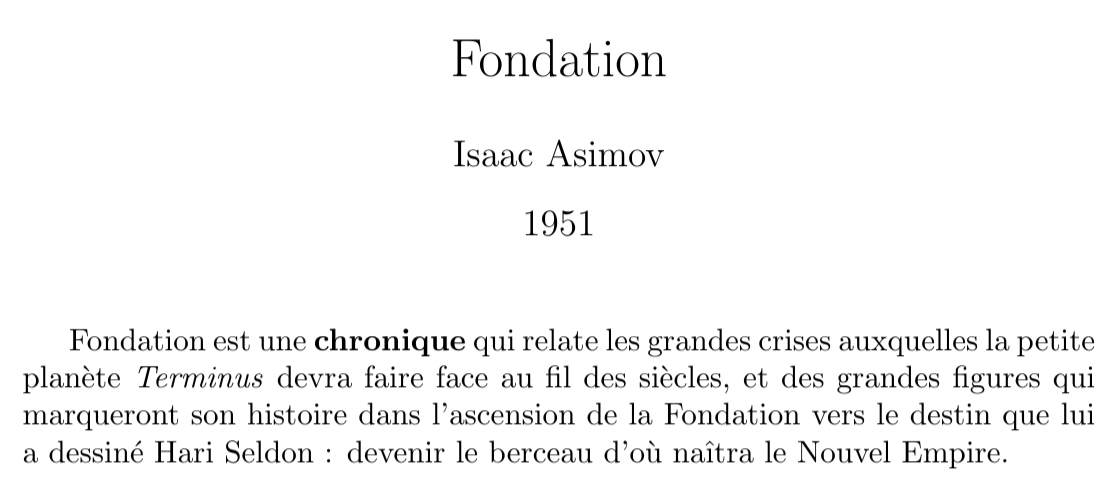 Fondation
Isaac Asimov
1951
Fondation est une chronique qui relate les grandes crises auxquelles la petite
planète Terminus devra faire face au fil des siècles, et des grandes figures qui
marqueront son histoire dans l'ascension de la Fondation vers le destin que lui
a dessiné Hari Seldon : devenir le berceau d'où naîtra le Nouvel Empire.